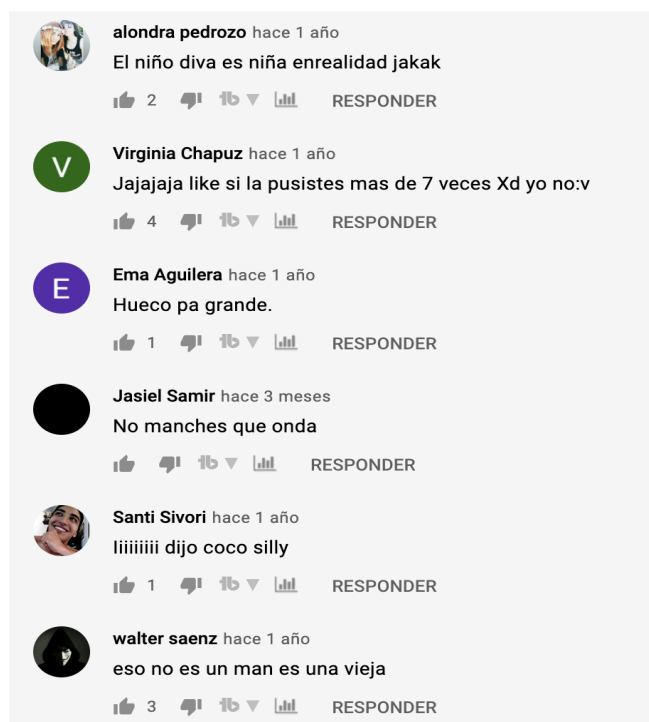 alondra pedrozo hace 1 año
El niño diva es niña enrealidad jakak
2 RESPONDER
V
Virginia Chapuz hace 1 año
Jajajaja like si la pusistes mas de 7 veces Xd yo no:v
4 RESPONDER
E
Ema Aguilera hace 1 año
Hueco pa grande.
1 RESPONDER
Jasiel Samir hace 3 meses
No manches que onda
RESPONDER
Santi Sivori hace 1 año
Iiiiiiiii dijo coco silly
1 RESPONDER
walter saenz hace 1 año
eso no es un man es una vieja
3 RESPONDER